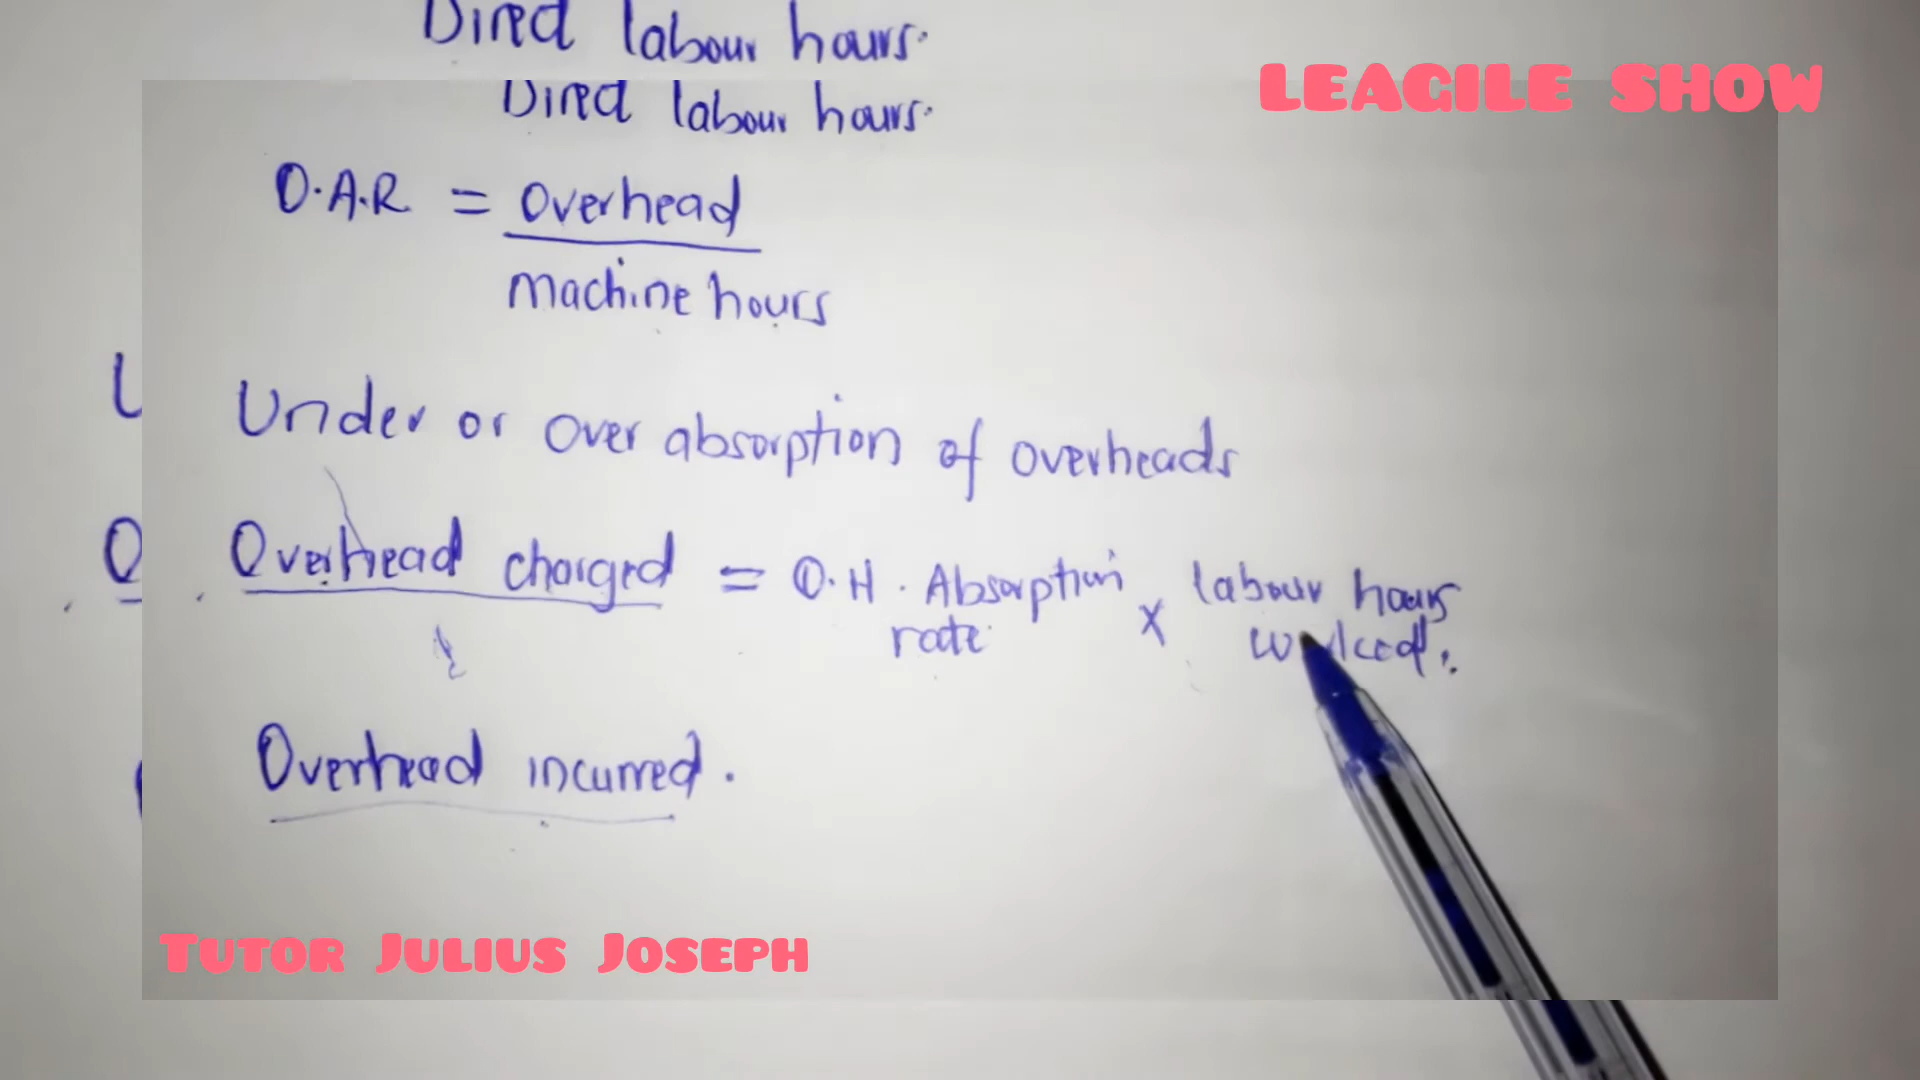 Direct labour hours.
LEAGILE SHOW
Direct labour hours.
O.A.R = Overhead
machine hours
Under or over absorption of overheads
Overhead charged = O.H. Absorption rate x labour hours worked.
Overhead incurred.
TUTOR JULIUS JOSEPH